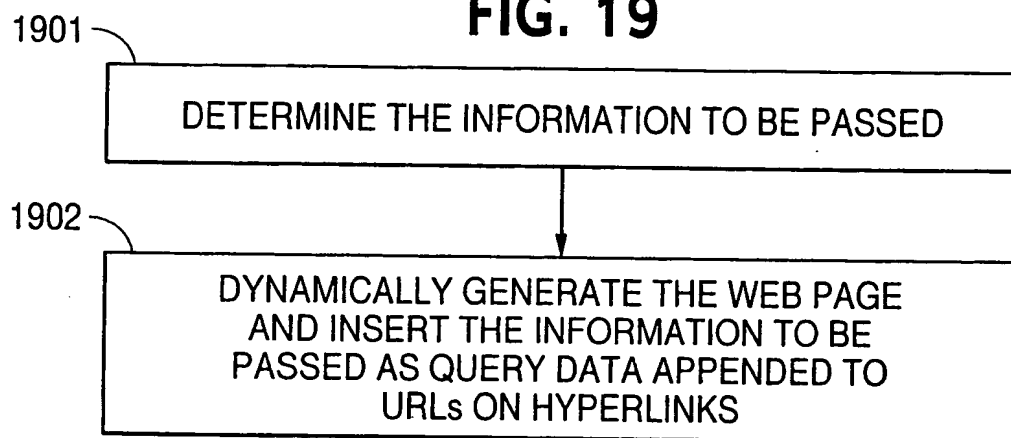 FIG. 19
1901
DETERMINE THE INFORMATION TO BE PASSED
1902
DYNAMICALLY GENERATE THE WEB PAGE
AND INSERT THE INFORMATION TO BE
PASSED AS QUERY DATA APPENDED TO
URLs ON HYPERLINKS